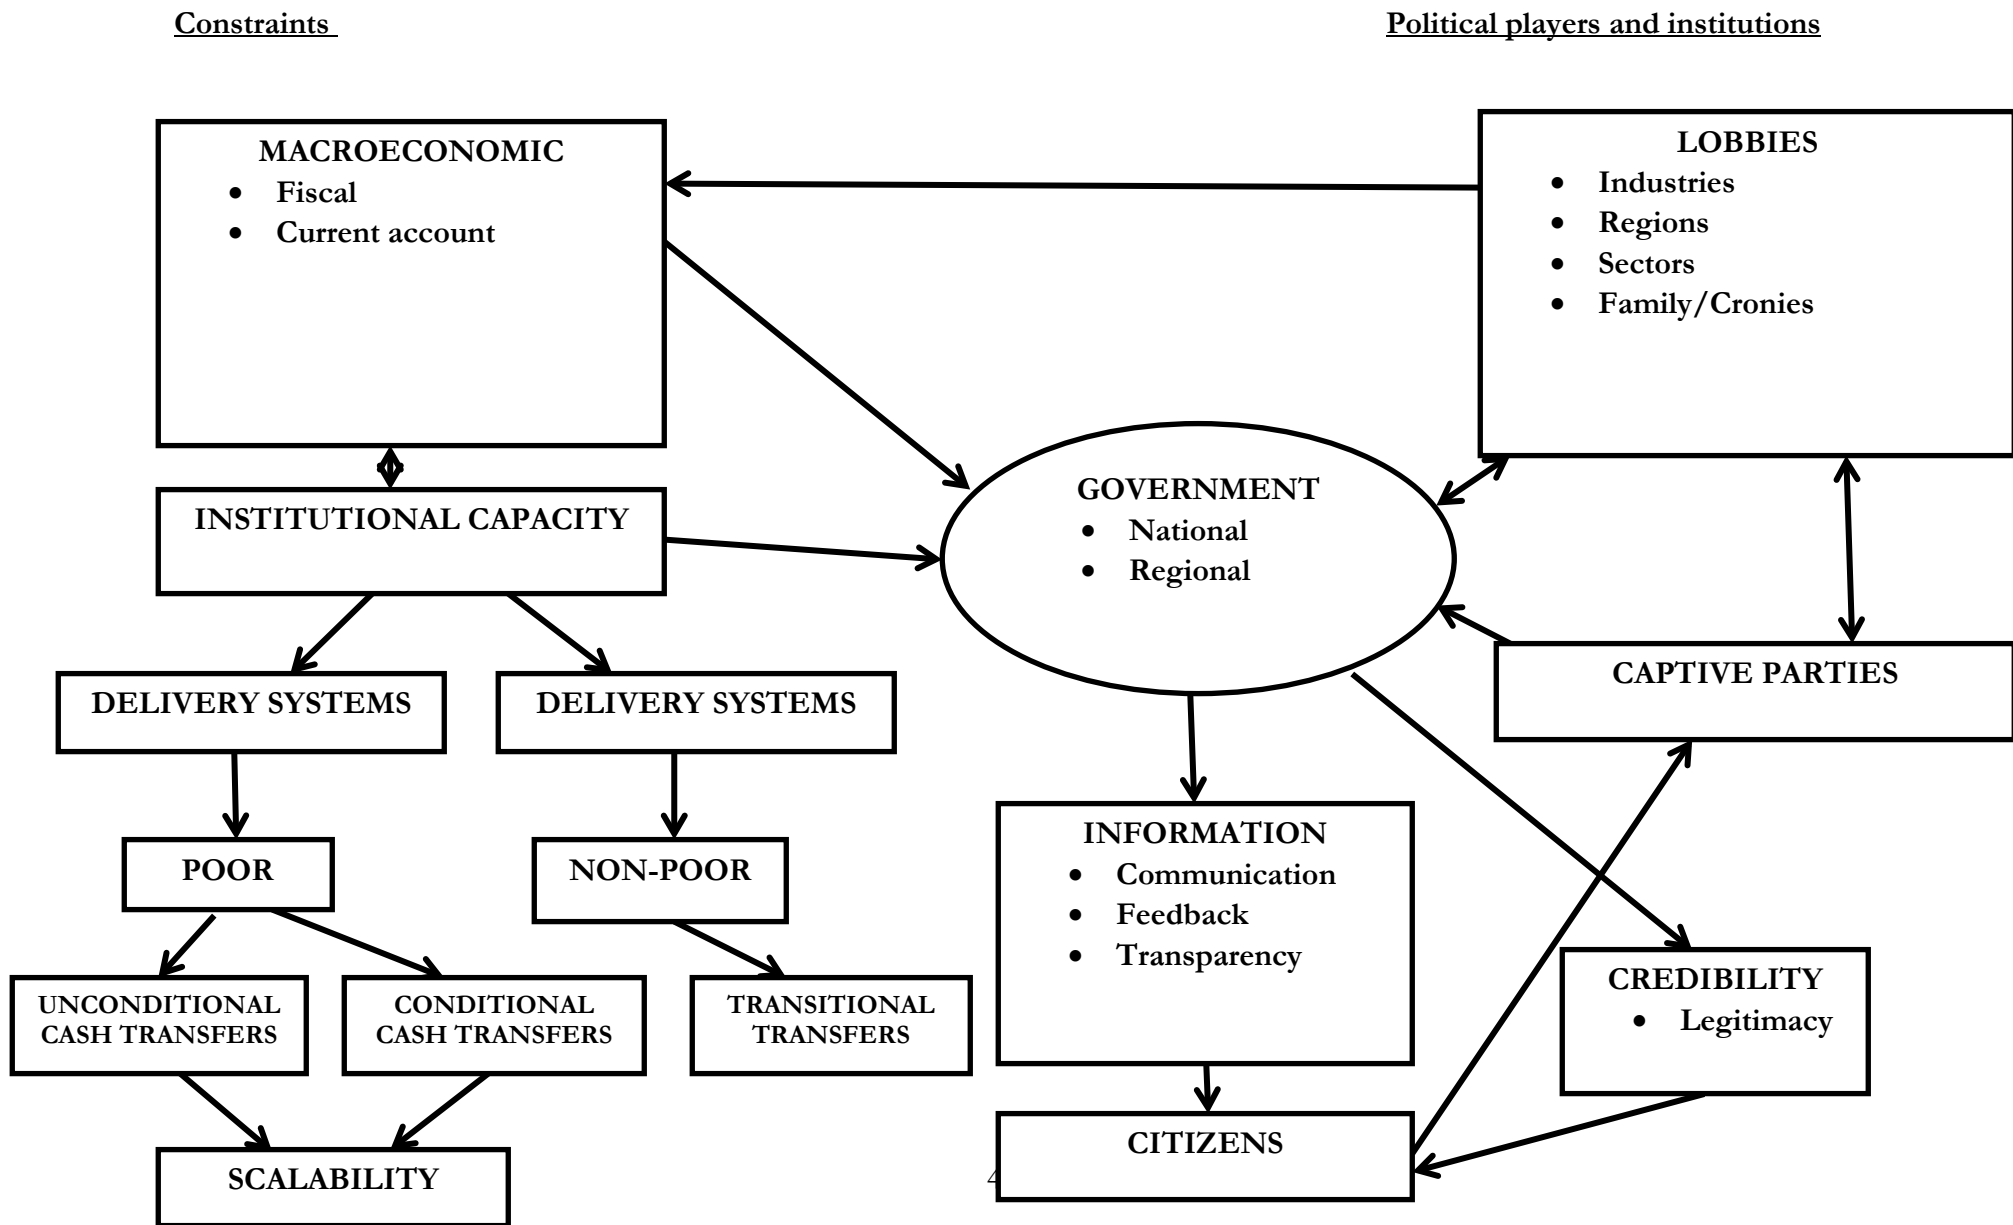 Constraints
Political players and institutions
MACROECONOMIC
• Fiscal
• Current account
LOBBIES
• Industries
• Regions
• Sectors
• Family/Cronies
INSTITUTIONAL CAPACITY
GOVERNMENT
• National
• Regional
DELIVERY SYSTEMS
DELIVERY SYSTEMS
CAPTIVE PARTIES
POOR
NON-POOR
INFORMATION
• Communication
• Feedback
• Transparency
UNCONDITIONAL
CASH TRANSFERS
CONDITIONAL
CASH TRANSFERS
TRANSITIONAL
TRANSFERS
CREDIBILITY
• Legitimacy
SCALABILITY
CITIZENS